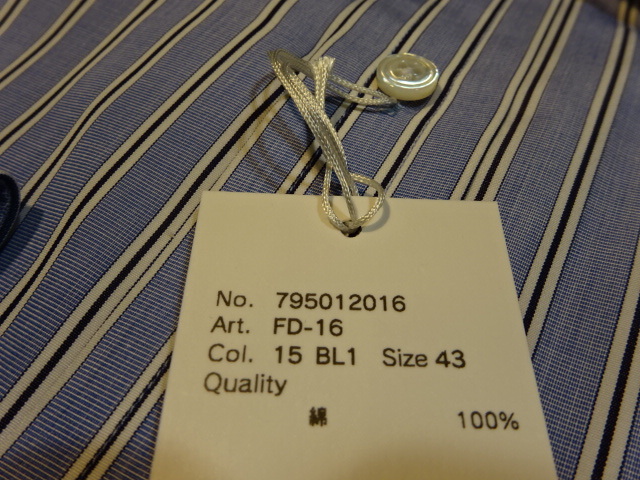 No. 795012016
Art. FD-16
Col. 15 BL1 Size 43
Quality
綿 100%